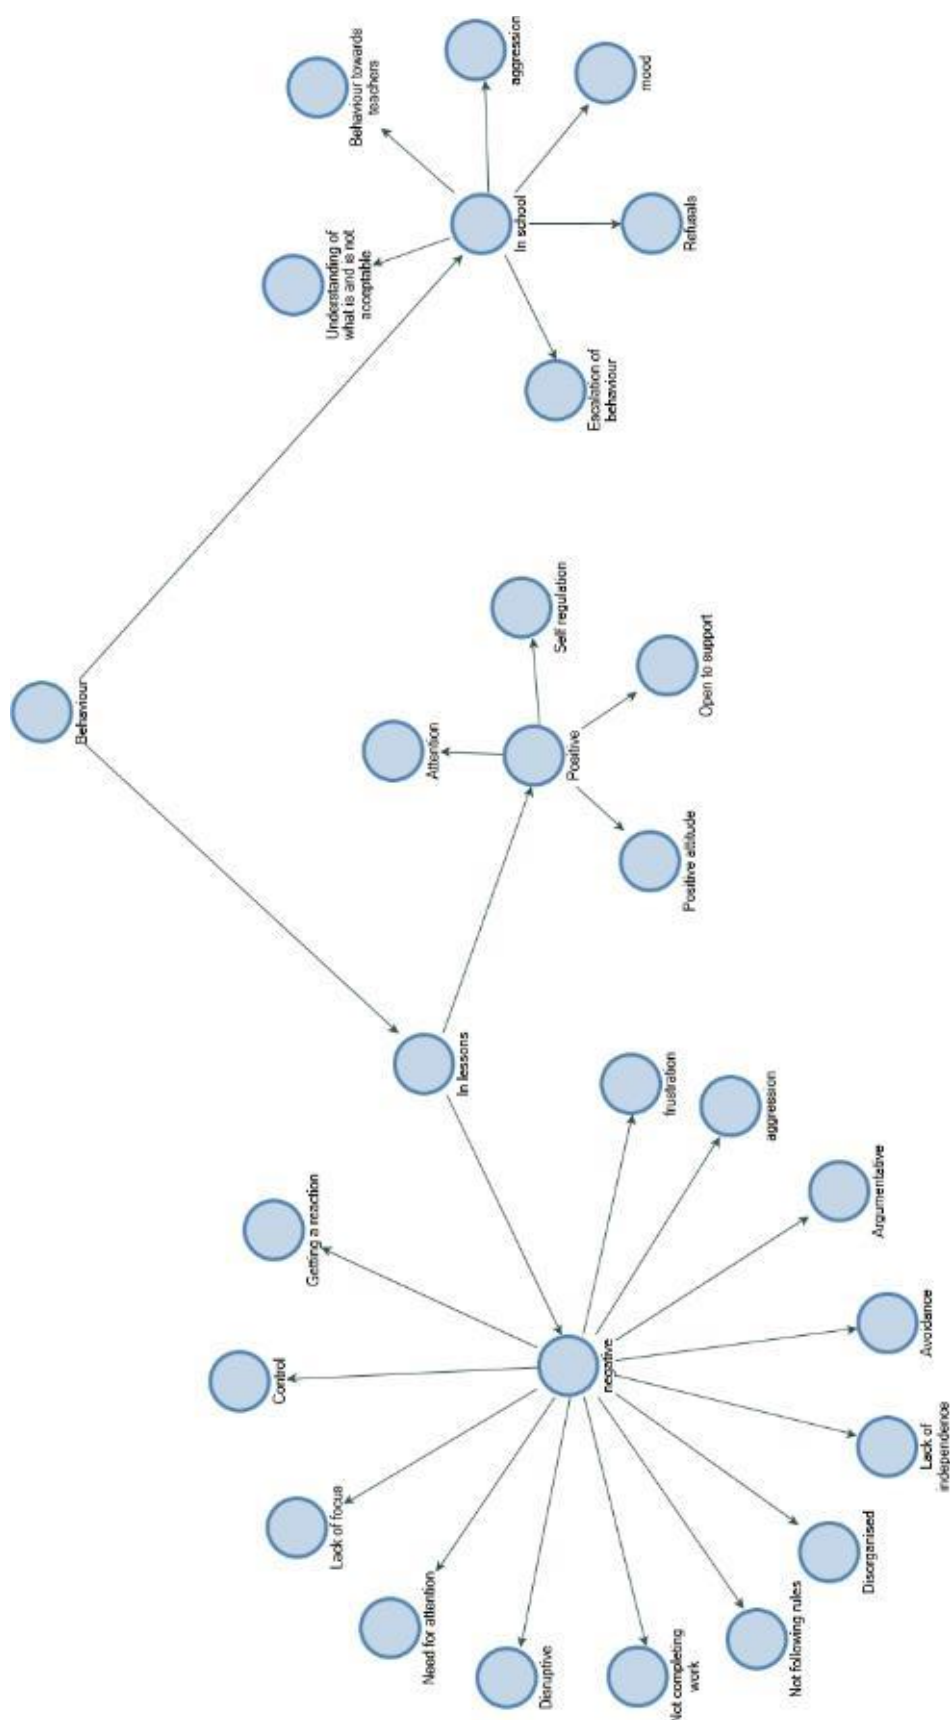 Behaviour
In lessons
In school
negative
Getting a reaction
Control
Lack of focus
Need for attention
Disruptive
Not completing
work
Not following rules
Disorganised
Lack of
independence
Avoidance
Argumentative
aggression
frustration
Positive
Attention
Positive attitude
Open to support
Self regulation
Understanding of
what is and is not
acceptable
Behaviour towards
teachers
aggression
mood
Refusals
Escalation of
behaviour